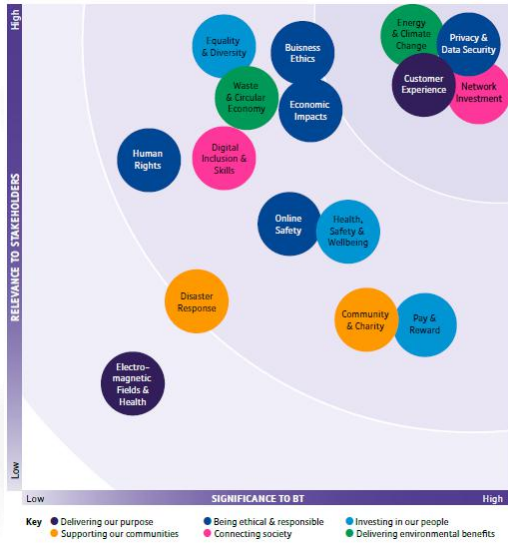 High
RELEVANCE TO STAKEHOLDERS
Low
Equality
& Diversity
Buisness
Ethics
Energy
& Climate
Change
Privacy &
Data Security
Customer
Experience
Network
Investment
Waste
& Circular
Economy
Economic
Impacts
Human
Rights
Digital
Inclusion &
Skills
Online
Safety
Health,
Safety &
Wellbeing
Disaster
Response
Community
& Charity
Pay &
Reward
Electro-
magnetic
Fields &
Health
Low SIGNIFICANCE TO BT High
Key Delivering our purpose Being ethical & responsible Investing in our people
Supporting our communities Connecting society Delivering environmental benefits